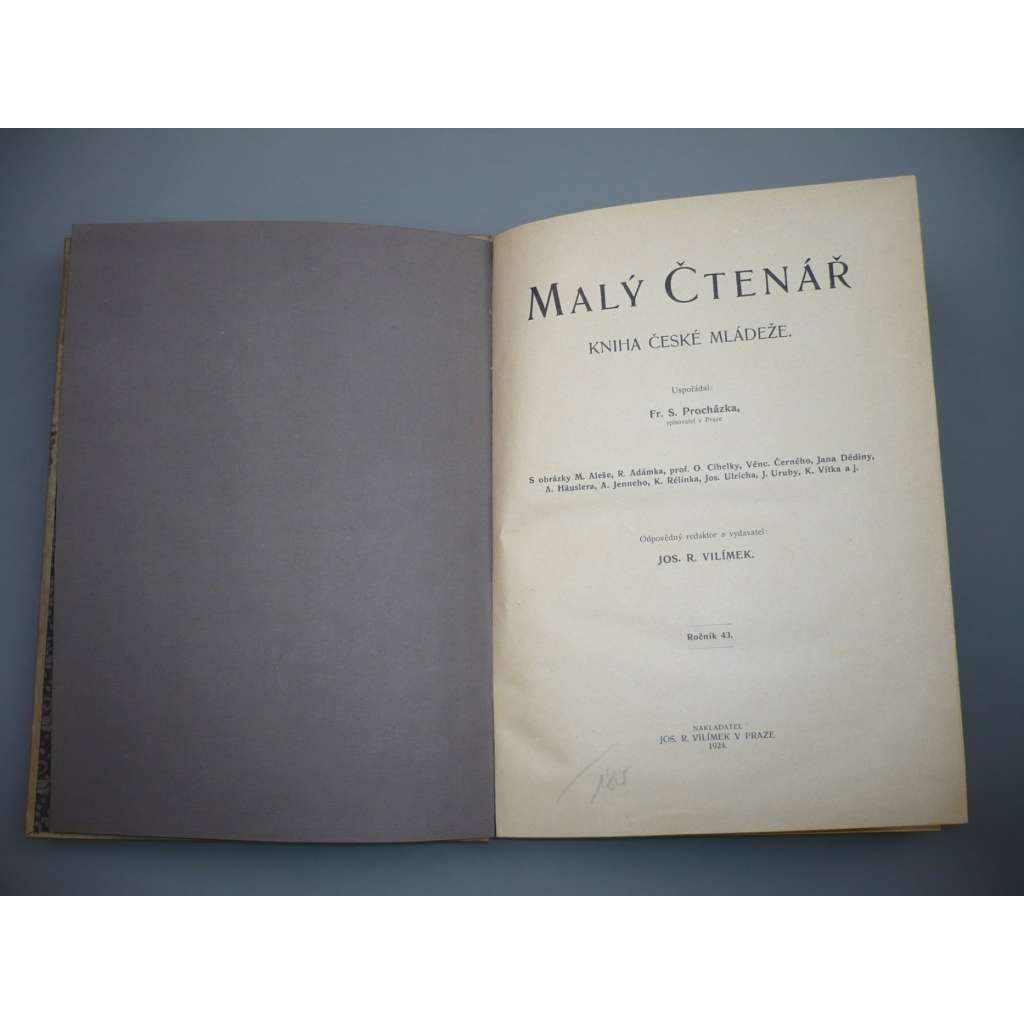 MALÝ ČTENÁŘ
KNIHA ČESKÉ MLÁDEŽE.
Uspořádal:
Fr. S. Procházka,
spisovatel v Praze
S obrázky M. Aleše, R. Adámka, prof. O. Cihelky, Věnc. Černého, Jana Dědiny,
A. Häuslera, A. Jenneho, K. Rélinka, Jos. Ulricha, J. Uruby, K. Vítka a j.
Odpovědný redaktor a vydavatel:
JOS. R. VILÍMEK.
Ročník 43.
NAKLADATEL
JOS. R. VILÍMEK V PRAZE
1924.
185